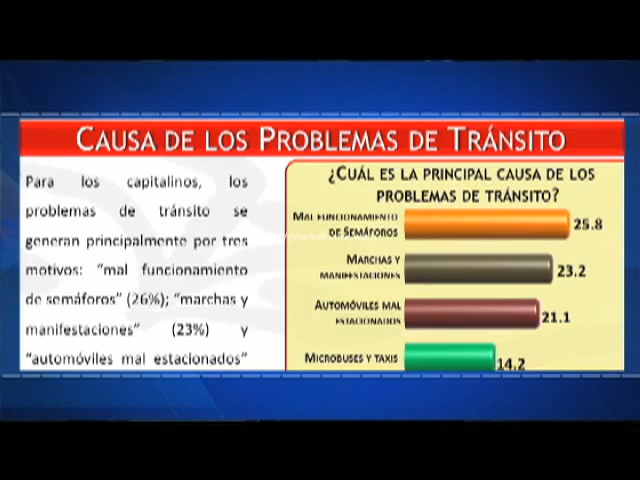 CAUSA DE LOS PROBLEMAS DE TRÁNSITO
Para los capitalinos, los
problemas de tránsito se
generan principalmente por tres
motivos: "mal funcionamiento
de semáforos" (26%); "marchas y
manifestaciones" (23%) y
"automóviles mal estacionados"
¿CUÁL ES LA PRINCIPAL CAUSA DE LOS
PROBLEMAS DE TRÁNSITO?
MAL FUNCIONAMIENTO
DE SEMÁFOROS
25.8
MARCHAS Y
MANIFESTACIONES
23.2
AUTOMÓVILES MAL
ESTACIONADOS
21.1
MICROBUSES Y TAXIS
14.2